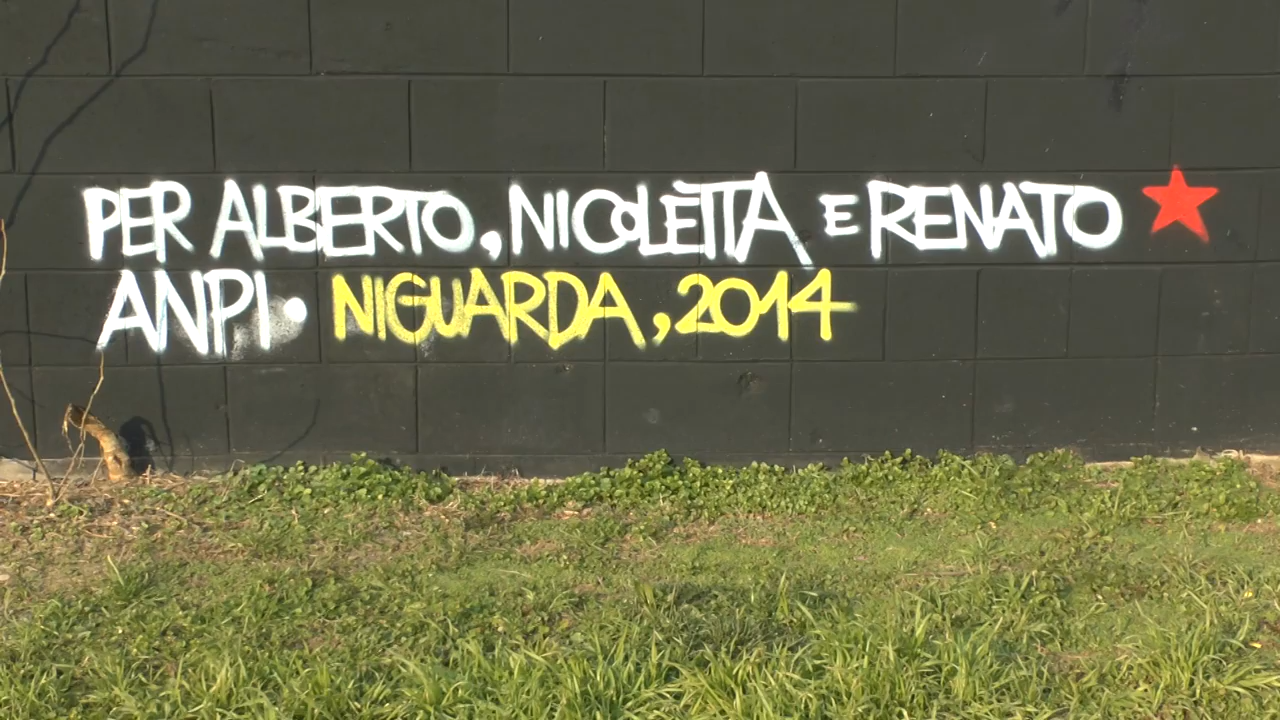 PER ALBERTO, NICOLETTA E RENATO
ANPI• NIGUARDA, 2014